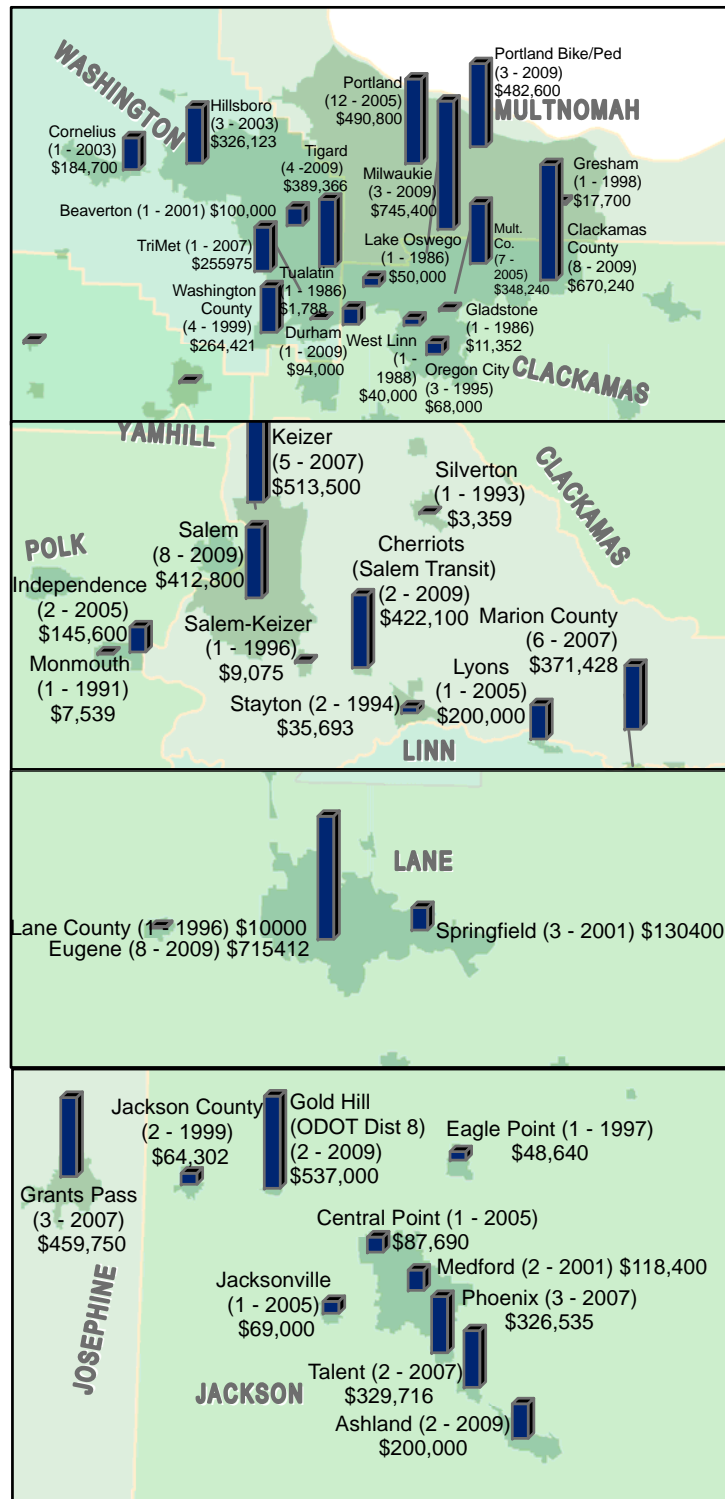 WASHINGTON
Portland Bike/Ped
(3 - 2009)
$482,600
MULTNOMAH
Portland
(12 - 2005)
$490,800
Hillsboro
(3 - 2003)
$326,123
Cornelius
(1 - 2003)
$184,700
Tigard
(4 -2009)
$389,366
Milwaukie
(3 - 2009)
$745,400
Gresham
(1 - 1998)
$17,700
Beaverton (1 - 2001) $100,000
TriMet (1 - 2007)
$255975
Lake Oswego
(1 - 1986)
$50,000
Mult.
Co.
(7 -
2005)
$348,240
Clackamas
County
(8 - 2009)
$670,240
Tualatin
(1 - 1986)
$1,788
Washington
County
(4 - 1999)
$264,421
Durham
(1 - 2009)
$94,000
West Linn
(1 -
1988)
$40,000
Gladstone
(1 - 1986)
$11,352
Oregon City
(3 - 1995)
$68,000
CLACKAMAS
YAMHILL
Keizer
(5 - 2007)
$513,500
Silverton
(1 - 1993)
$3,359
CLACKAMAS
POLK
Salem
(8 - 2009)
$412,800
Cherriots
(Salem Transit)
(2 - 2009)
$422,100
Independence
(2 - 2005)
$145,600
Monmouth
(1 - 1991)
$7,539
Salem-Keizer
(1 - 1996)
$9,075
Marion County
(6 - 2007)
$371,428
Lyons
(1 - 2005)
$200,000
Stayton (2 - 1994)
$35,693
LINN
LANE
Lane County (1 - 1996) $10000
Eugene (8 - 2009) $715412
Springfield (3 - 2001) $130400
Jackson County
(2 - 1999)
$64,302
Gold Hill
(ODOT Dist 8)
(2 - 2009)
$537,000
Eagle Point (1 - 1997)
$48,640
Grants Pass
(3 - 2007)
$459,750
Central Point (1 - 2005)
$87,690
Medford (2 - 2001) $118,400
Jacksonville
(1 - 2005)
$69,000
Phoenix (3 - 2007)
$326,535
JOSEPHINE
Talent (2 - 2007)
$329,716
JACKSON
Ashland (2 - 2009)
$200,000